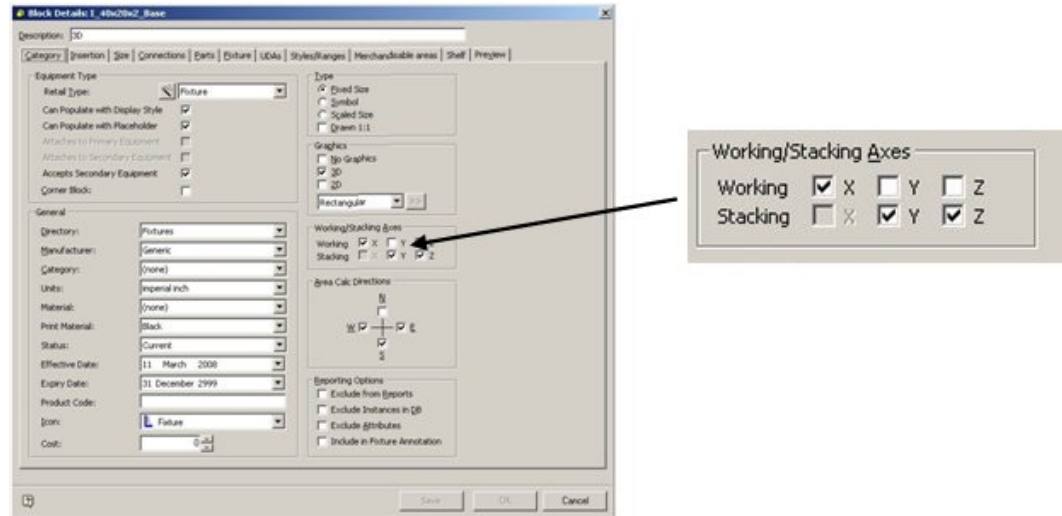 Block Details: I_40x20x2_Base
Description: 3D
Category Insertion Size Connections Parts Fixture UDAs Styles/Ranges Merchandisable areas Shelf Preview
Equipment Type
Retail Type: Fixture
Can Populate with Display Style
Can Populate with Placeholder
Attaches to Primary Equipment
Attaches to Secondary Equipment
Accepts Secondary Equipment
Corner Block:
General
Directory: Fixtures
Manufacturer: Generic
Category: (none)
Units: imperial inch
Material: (none)
Print Material: Black
Status: Current
Effective Date: 11 March 2008
Expiry Date: 31 December 2999
Product Code:
Icon: Fixture
Cost: 0
Type
Fixed Size
Symbol
Scaled Size
Drawn 1:1
Graphics
No Graphics
3D
2D
Rectangular >>
Working/Stacking Axes
Working X Y
Stacking X Y Z
Area Calc Directions
N
W E
S
Reporting Options
Exclude from Reports
Exclude Instances in DB
Exclude Attributes
Include in Fixture Annotation
Save OK Cancel
Working/Stacking Axes
Working X Y Z
Stacking X Y Z